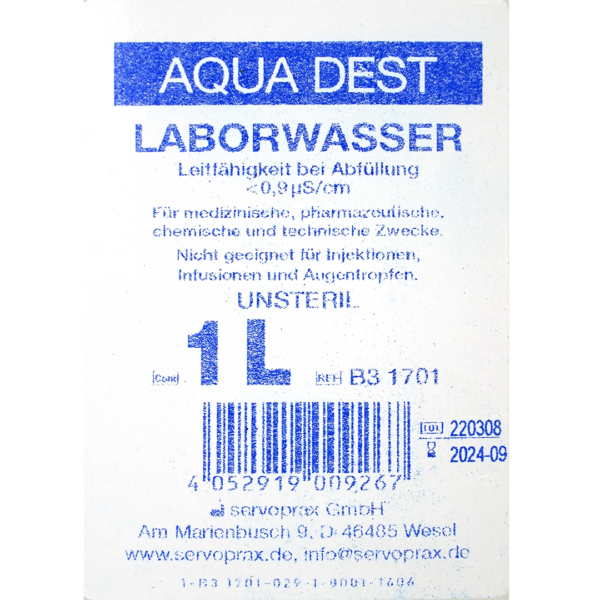 AQUA DEST
LABORWASSER
Leitfähigkeit bei Abfüllung
<0,9 µS/cm
Für medizinische, pharmazeutische,
chemische und technische Zwecke.
Nicht geeignet für Injektionen,
Infusionen und Augentropfen.
UNSTERIL
Cont 1 L REF B3 1701
LOT 220308
2024-09
4 052919 009267
servoprax GmbH
Am Marienbusch 9, D-46485 Wesel
www.servoprax.de, info@servoprax.de
1-B3 1701-029-1-0001-1606